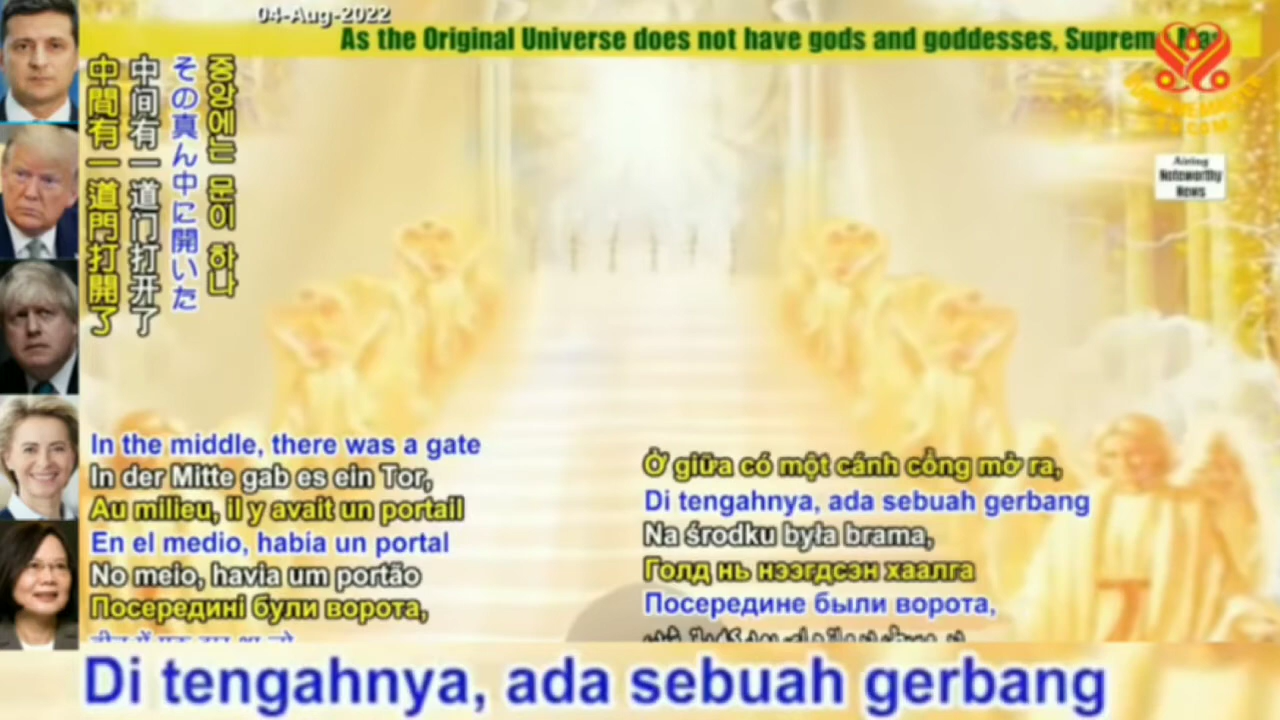 04-Aug-2022
As the Original Universe does not have gods and goddesses, Suprem
Airing
Noteworthy
News
중앙에는 문이 하나
その真ん中に開いた
中间有一道门打开了
中間有一道門打開了
In the middle, there was a gate
In der Mitte gab es ein Tor,
Au milieu, il y avait un portail
En el medio, había un portal
No meio, havia um portão
Посередині були ворота,
Ở giữa có một cánh cổng mở ra,
Di tengahnya, ada sebuah gerbang
Na środku była brama,
Голд нь нээгдсэн хаалга
Посередине были ворота,
Di tengahnya, ada sebuah gerbang